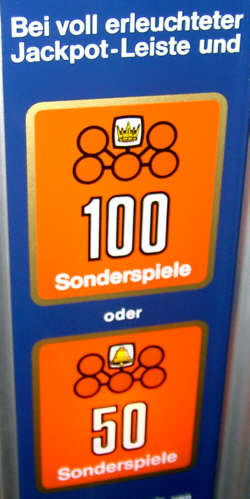 Bei voll erleuchteter
Jackpot-Leiste und
100
Sonderspiele
oder
50
Sonderspiele